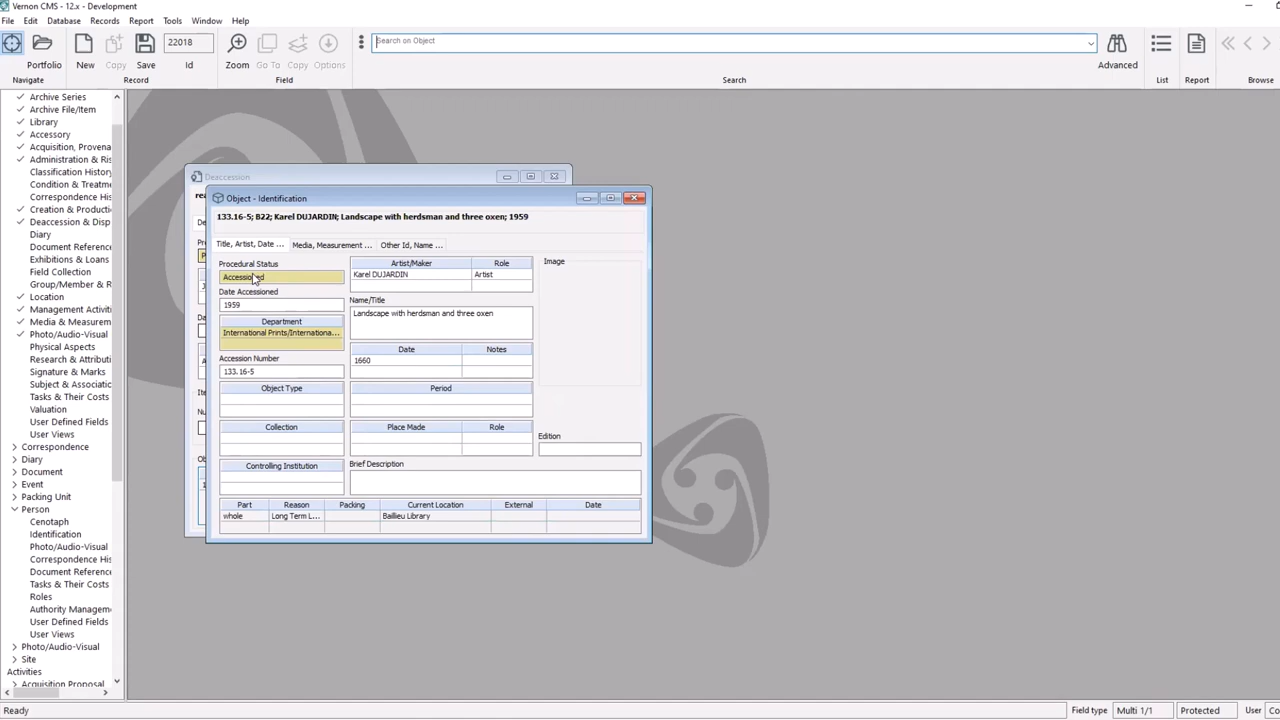 Vernon CMS - 12.x - Development
File Edit Database Records Report Tools Window Help
22018
Search on Object
Portfolio New Copy Save Id Zoom Go To Copy Options Advanced List Report
Navigate Record Field Search Browse
Archive Series
Archive File/Item
Library
Accessory
Acquisition, Provena
Administration & Ris
Classification History
Condition & Treatme
Correspondence His
Creation & Producti
Deaccession & Disp
Diary
Document Reference
Exhibitions & Loans
Field Collection
Group/Member & R
Location
Management Activiti
Media & Measurem
Photo/Audio-Visual
Physical Aspects
Research & Attributi
Signature & Marks
Subject & Associatio
Tasks & Their Costs
Valuation
User Defined Fields
User Views
Correspondence
Diary
Document
Event
Packing Unit
Person
Cenotaph
Identification
Photo/Audio-Visual
Correspondence His
Document Reference
Tasks & Their Costs
Roles
Authority Manageme
User Defined Fields
User Views
Photo/Audio-Visual
Site
Activities
Acquisition Proposal
Deaccession
Object - Identification
133.16-5; B22; Karel DUJARDIN; Landscape with herdsman and three oxen; 1959
Title, Artist, Date ... Media, Measurement ... Other Id, Name ...
Procedural Status
Accessioned
Date Accessioned
1959
Department
International Prints/Internationa...
Accession Number
133.16-5
Object Type
Collection
Controlling Institution
Artist/Maker Role
Karel DUJARDIN Artist
Name/Title
Landscape with herdsman and three oxen
Date Notes
1660
Period
Place Made Role
Brief Description
Image
Edition
Part Reason Packing Current Location External Date
whole Long Term L... Baillieu Library
Ready Field type Multi 1/1 Protected User Co